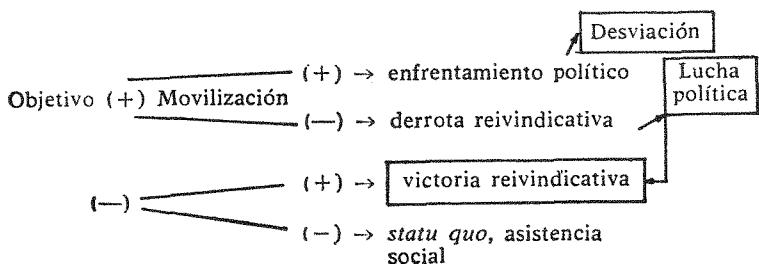 Desviación
(+) → enfrentamiento político
Lucha
política
Objetivo (+) Movilización
(—) → derrota reivindicativa
(+) → victoria reivindicativa
(—)
(—) → statu quo, asistencia
social